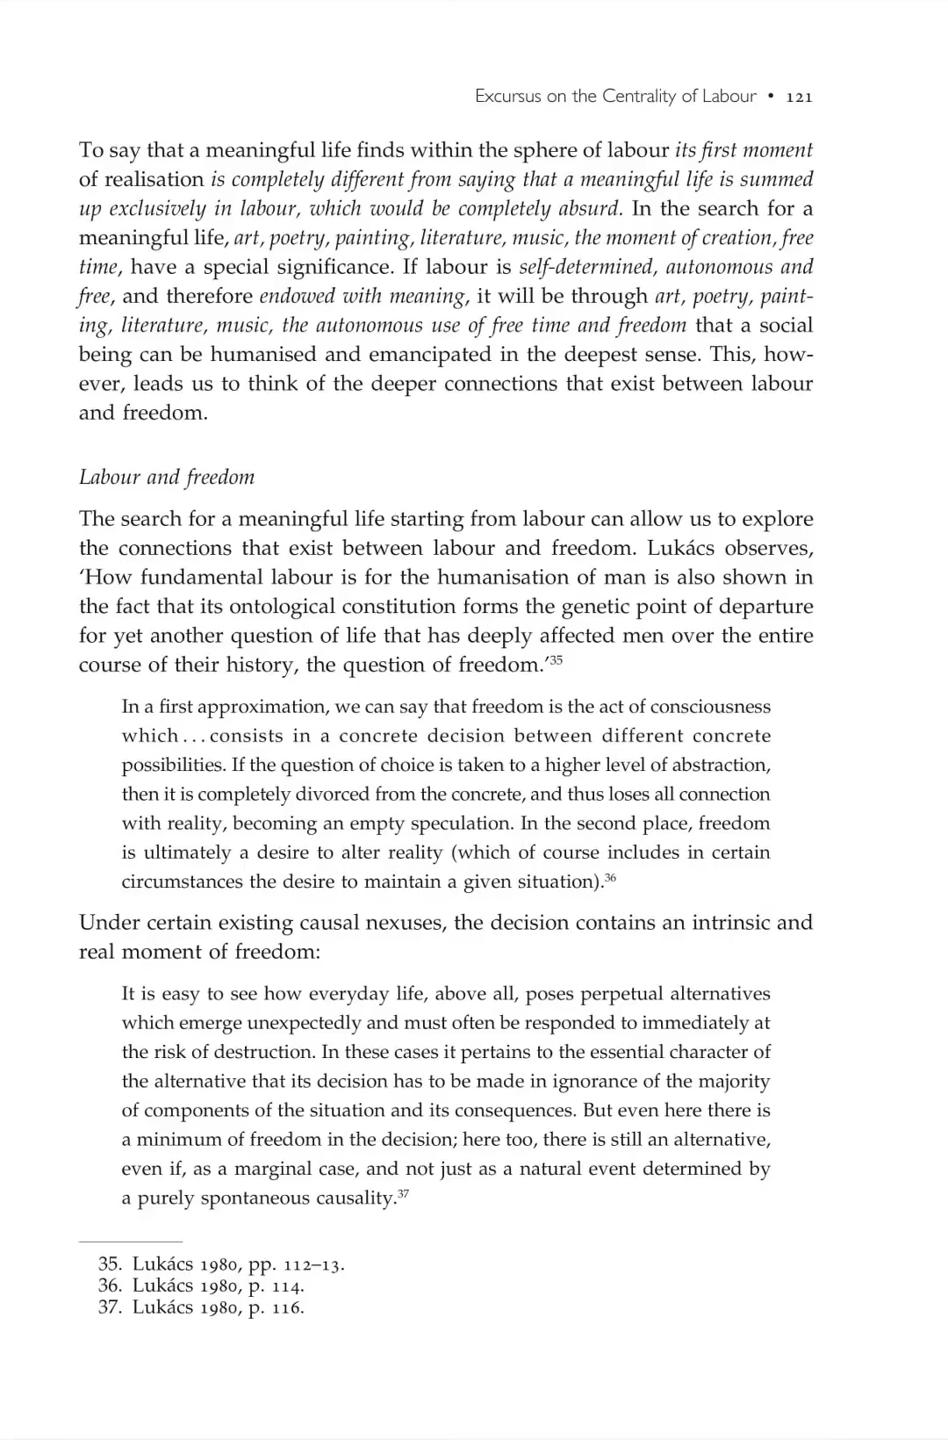 Excursus on the Centrality of Labour • 121
To say that a meaningful life finds within the sphere of labour its first moment
of realisation is completely different from saying that a meaningful life is summed
up exclusively in labour, which would be completely absurd. In the search for a
meaningful life, art, poetry, painting, literature, music, the moment of creation, free
time, have a special significance. If labour is self-determined, autonomous and
free, and therefore endowed with meaning, it will be through art, poetry, paint-
ing, literature, music, the autonomous use of free time and freedom that a social
being can be humanised and emancipated in the deepest sense. This, how-
ever, leads us to think of the deeper connections that exist between labour
and freedom.
Labour and freedom
The search for a meaningful life starting from labour can allow us to explore
the connections that exist between labour and freedom. Lukács observes,
‘How fundamental labour is for the humanisation of man is also shown in
the fact that its ontological constitution forms the genetic point of departure
for yet another question of life that has deeply affected men over the entire
course of their history, the question of freedom.’35
In a first approximation, we can say that freedom is the act of consciousness
which . . . consists in a concrete decision between different concrete
possibilities. If the question of choice is taken to a higher level of abstraction,
then it is completely divorced from the concrete, and thus loses all connection
with reality, becoming an empty speculation. In the second place, freedom
is ultimately a desire to alter reality (which of course includes in certain
circumstances the desire to maintain a given situation).36
Under certain existing causal nexuses, the decision contains an intrinsic and
real moment of freedom:
It is easy to see how everyday life, above all, poses perpetual alternatives
which emerge unexpectedly and must often be responded to immediately at
the risk of destruction. In these cases it pertains to the essential character of
the alternative that its decision has to be made in ignorance of the majority
of components of the situation and its consequences. But even here there is
a minimum of freedom in the decision; here too, there is still an alternative,
even if, as a marginal case, and not just as a natural event determined by
a purely spontaneous causality.37
35. Lukács 1980, pp. 112–13.
36. Lukács 1980, p. 114.
37. Lukács 1980, p. 116.